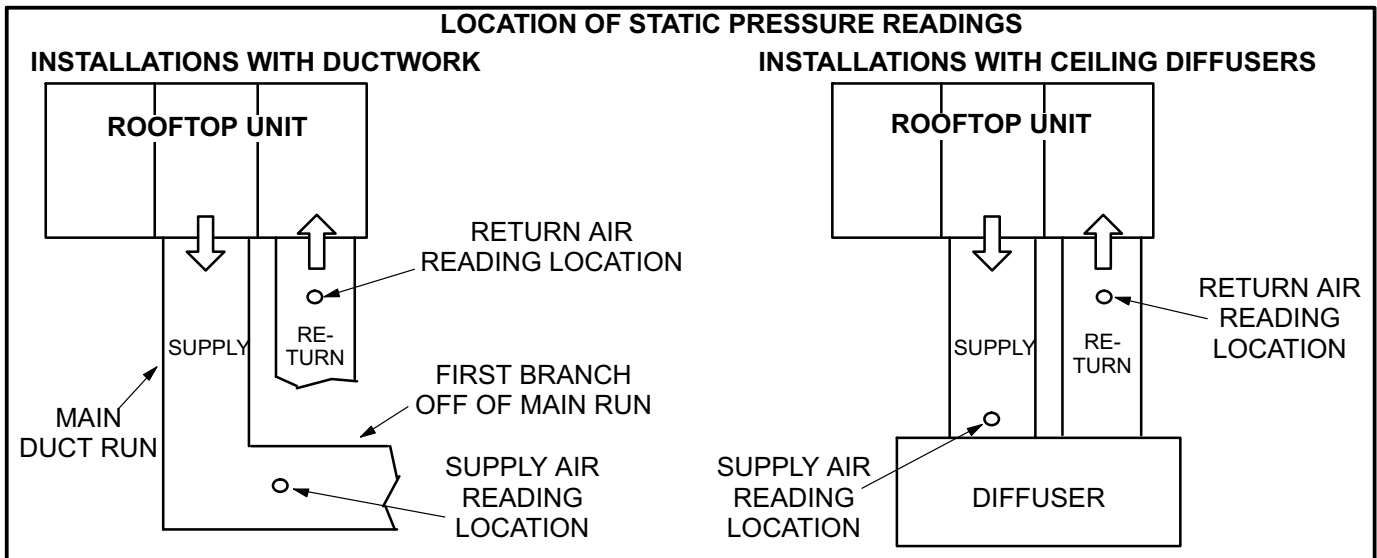 LOCATION OF STATIC PRESSURE READINGS
INSTALLATIONS WITH DUCTWORK
ROOFTOP UNIT
RETURN AIR
READING LOCATION
SUPPLY
RE-
TURN
FIRST BRANCH
OFF OF MAIN RUN
MAIN
DUCT RUN
SUPPLY AIR
READING
LOCATION
INSTALLATIONS WITH CEILING DIFFUSERS
ROOFTOP UNIT
RETURN AIR
READING
LOCATION
SUPPLY
RE-
TURN
SUPPLY AIR
READING
LOCATION
DIFFUSER